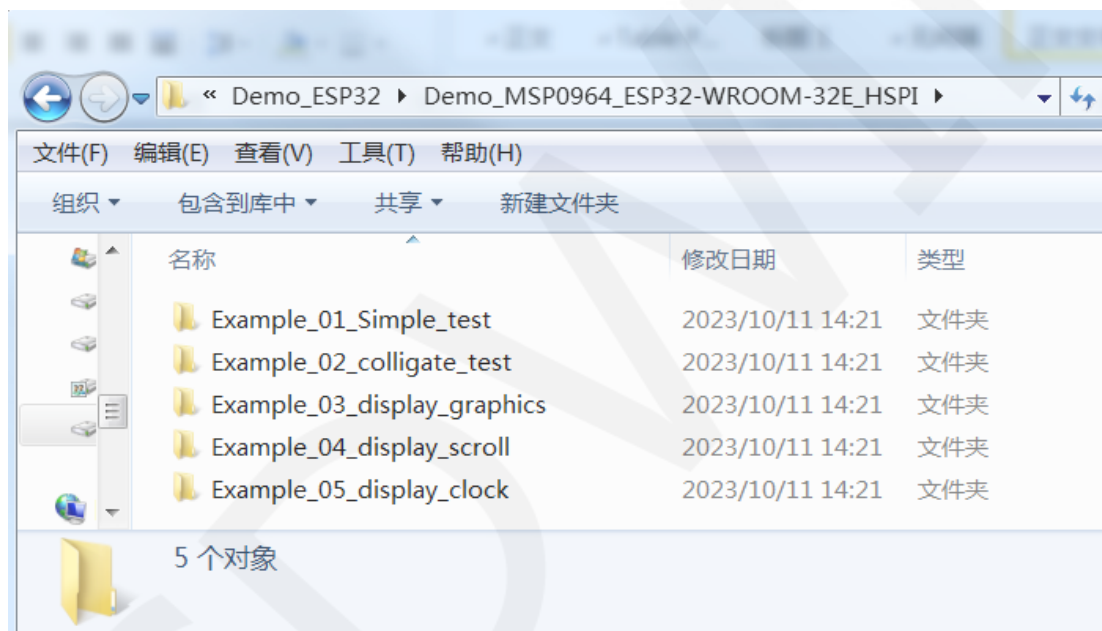 « Demo_ESP32 ▸ Demo_MSP0964_ESP32-WROOM-32E_HSPI ▸
文件(F) 编辑(E) 查看(V) 工具(T) 帮助(H)
组织 包含到库中 共享 新建文件夹
名称 修改日期 类型
Example_01_Simple_test 2023/10/11 14:21 文件夹
Example_02_colligate_test 2023/10/11 14:21 文件夹
Example_03_display_graphics 2023/10/11 14:21 文件夹
Example_04_display_scroll 2023/10/11 14:21 文件夹
Example_05_display_clock 2023/10/11 14:21 文件夹
5 个对象